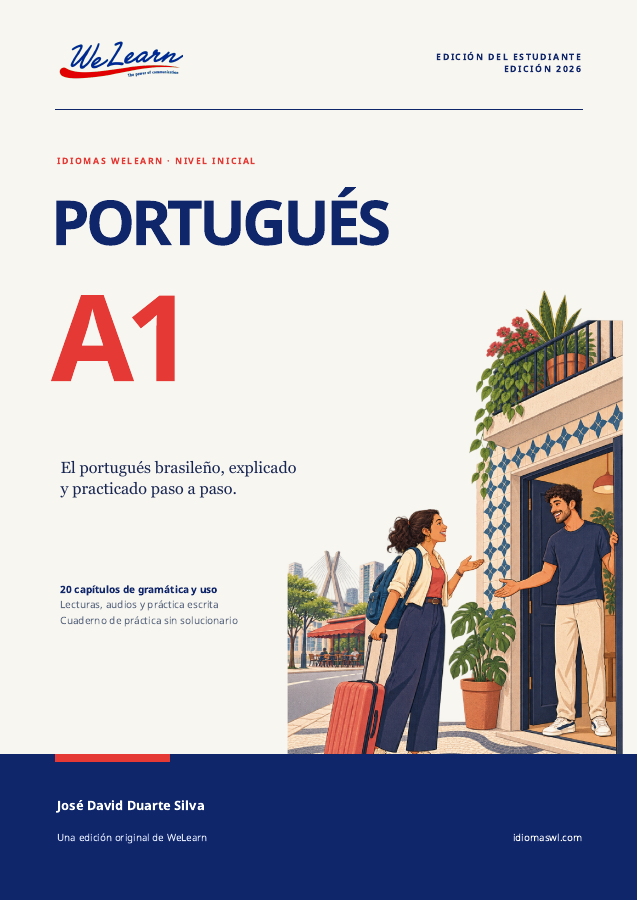 WeLearn
The power of communication
EDICIÓN DEL ESTUDIANTE
EDICIÓN 2026
IDIOMAS WELEARN · NIVEL INICIAL
PORTUGUÉS
A1
El portugués brasileño, explicado
y practicado paso a paso.
20 capítulos de gramática y uso
Lecturas, audios y práctica escrita
Cuaderno de práctica sin solucionario
José David Duarte Silva
Una edición original de WeLearn
idiomaswl.com